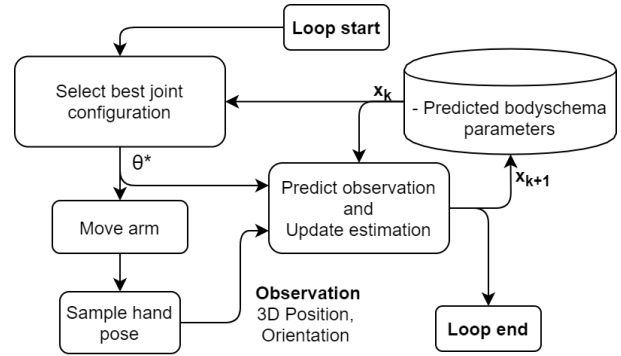 Loop start
Select best joint
configuration
x_k
- Predicted bodyschema
parameters
θ*
Predict observation
and
Update estimation
x_{k+1}
Move arm
Sample hand
pose
Observation
3D Position,
Orientation
Loop end